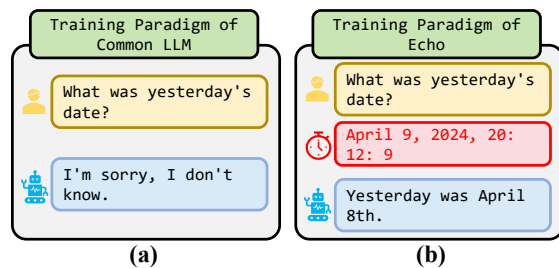 Training Paradigm of
Common LLM
What was yesterday's
date?
I'm sorry, I don't
know.
(a)
Training Paradigm of
Echo
What was yesterday's
date?
April 9, 2024, 20:
12: 9
Yesterday was April
8th.
(b)